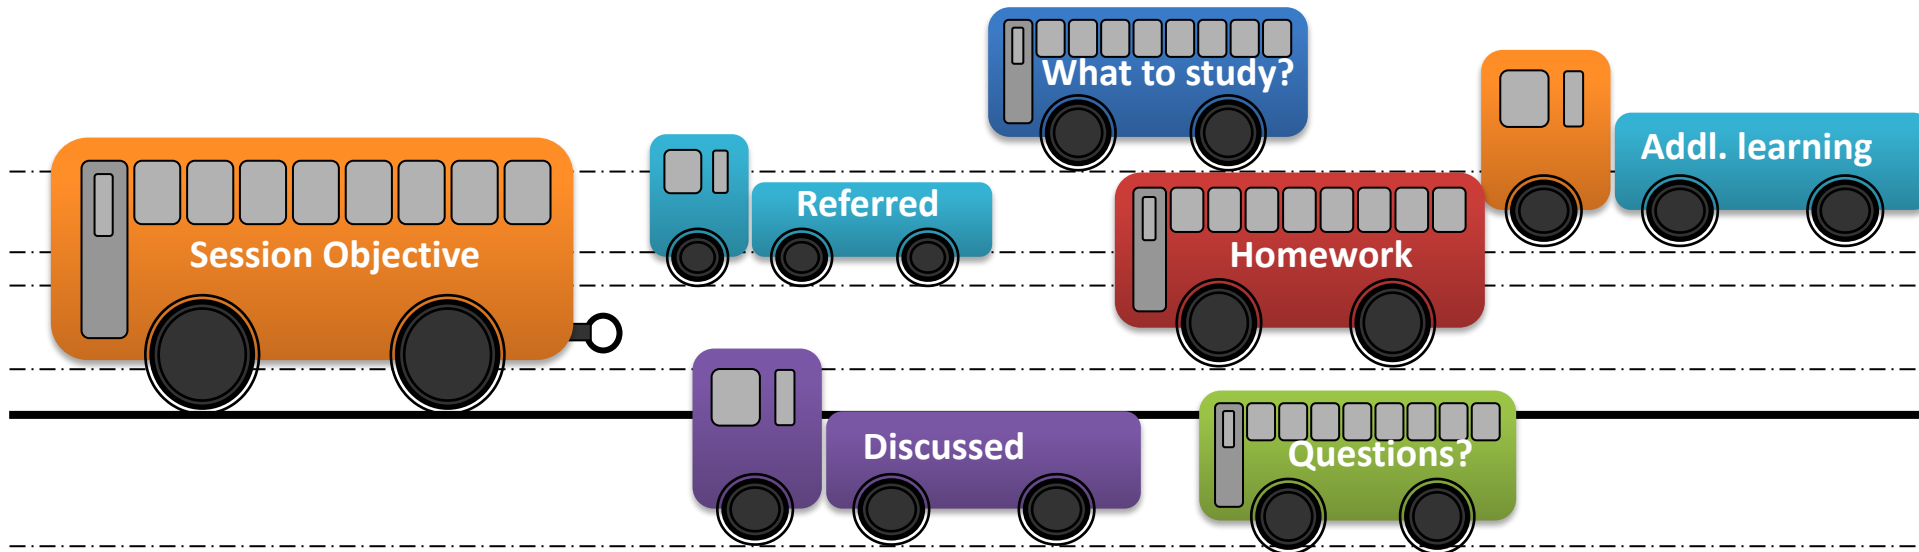 What to study?
Addl. learning
Referred
Session Objective
Homework
Discussed
Questions?